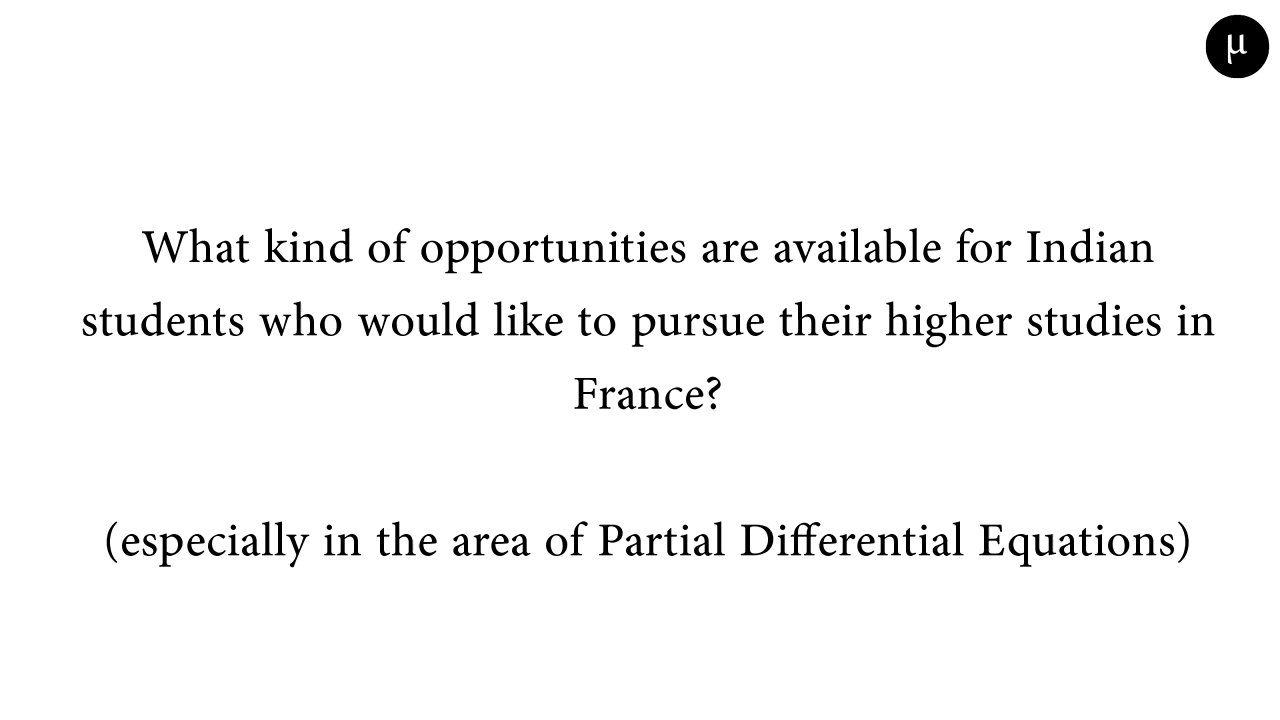 μ
What kind of opportunities are available for Indian
students who would like to pursue their higher studies in
France?
(especially in the area of Partial Differential Equations)